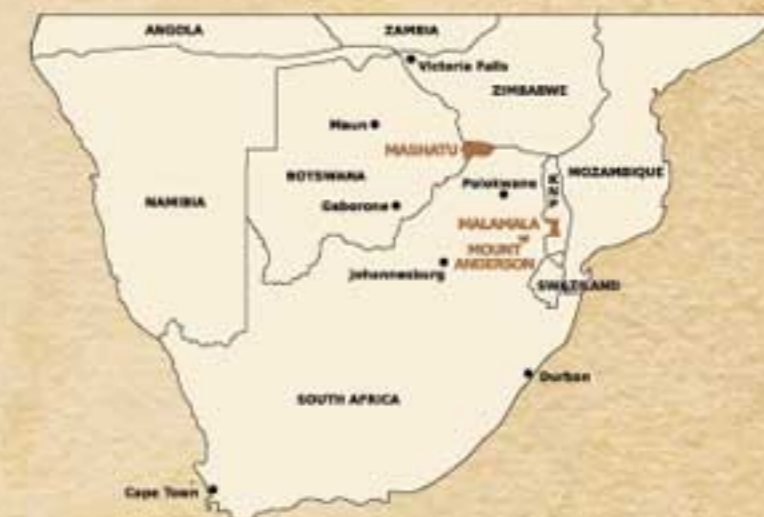 ANGOLA
ZAMBIA
Victoria Falls
ZIMBABWE
Maun
MASHATU
MOZAMBIQUE
BOTSWANA
Polokwane
K
N
P
NAMIBIA
Gaborone
MALAMALA
MOUNT
ANDERSON
Johannesburg
SWAZILAND
Durban
SOUTH AFRICA
Cape Town